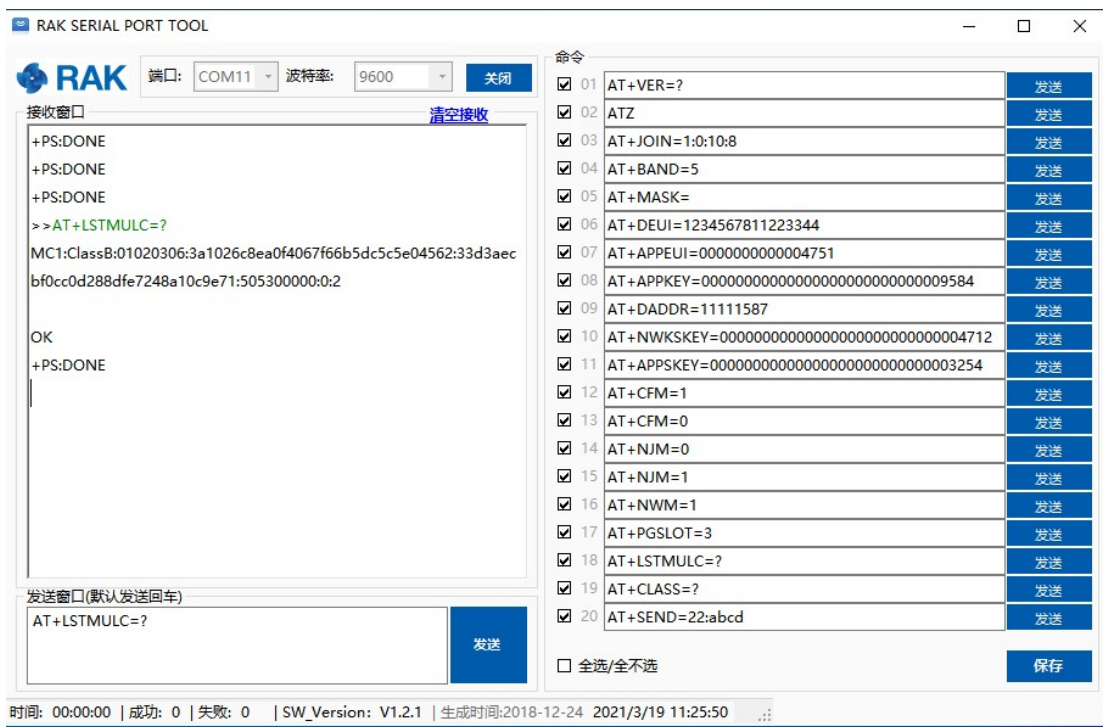 RAK SERIAL PORT TOOL
RAK
端口: COM11 波特率: 9600 关闭
接收窗口 清空接收
+PS:DONE
+PS:DONE
+PS:DONE
>>AT+LSTMULC=?
MC1:ClassB:01020306:3a1026c8ea0f4067f66b5dc5c5e04562:33d3aec
bf0cc0d288dfe7248a10c9e71:505300000:0:2
OK
+PS:DONE
发送窗口(默认发送回车)
AT+LSTMULC=?
发送
命令
01 AT+VER=? 发送
02 ATZ 发送
03 AT+JOIN=1:0:10:8 发送
04 AT+BAND=5 发送
05 AT+MASK= 发送
06 AT+DEUI=1234567811223344 发送
07 AT+APPEUI=0000000000004751 发送
08 AT+APPKEY=00000000000000000000000000009584 发送
09 AT+DADDR=11111587 发送
10 AT+NWKSKEY=00000000000000000000000000004712 发送
11 AT+APPSKEY=00000000000000000000000000003254 发送
12 AT+CFM=1 发送
13 AT+CFM=0 发送
14 AT+NJM=0 发送
15 AT+NJM=1 发送
16 AT+NWM=1 发送
17 AT+PGSLOT=3 发送
18 AT+LSTMULC=? 发送
19 AT+CLASS=? 发送
20 AT+SEND=22:abcd 发送
全选/全不选 保存
时间: 00:00:00 |成功: 0 |失败: 0 |SW_Version: V1.2.1 |生成时间:2018-12-24 2021/3/19 11:25:50